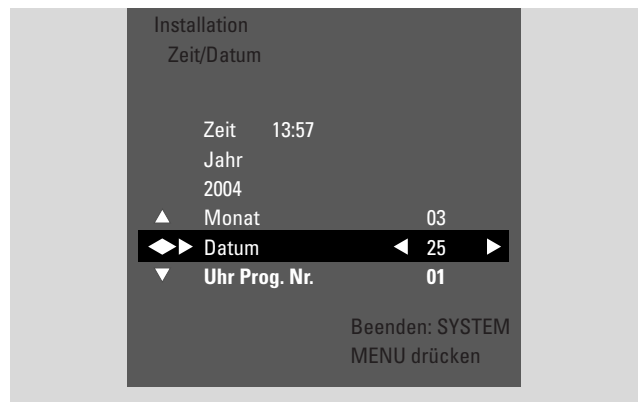 Installation
Zeit/Datum
Zeit 13:57
Jahr
2004
Monat 03
Datum 25
Uhr Prog. Nr. 01
Beenden: SYSTEM
MENU drücken